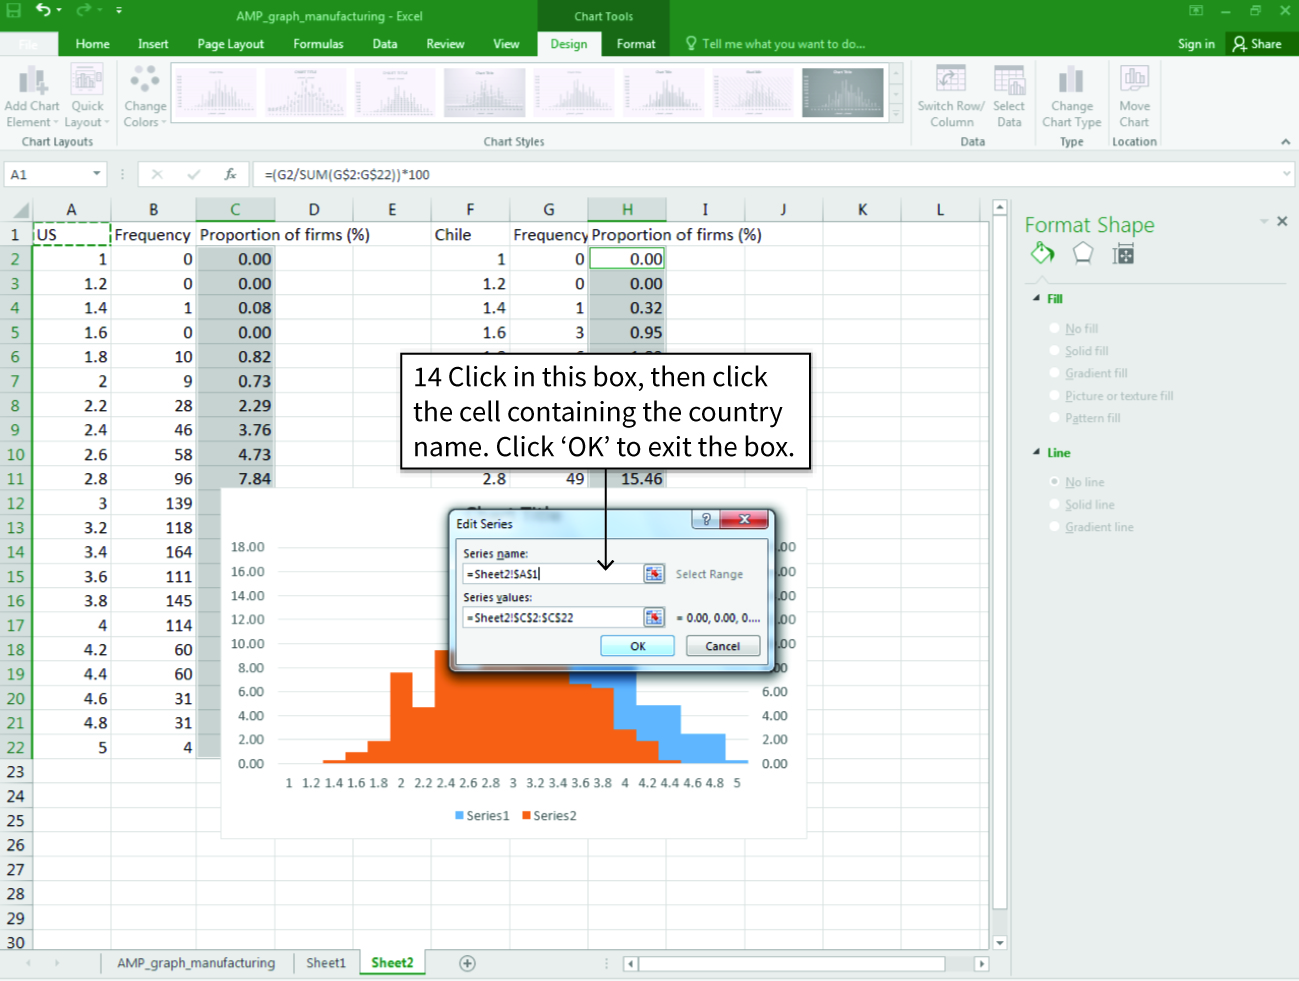 AMP_graph_manufacturing - Excel
Chart Tools
File Home Insert Page Layout Formulas Data Review View Design Format Tell me what you want to do... Sign in Share
Add Chart Element
Quick Layout
Change Colors
Switch Row/ Column
Select Data
Change Chart Type
Move Chart
Chart Layouts Chart Styles Data Type Location
A1 fx =(G2/SUM(G$2:G$22))*100
A B C D E F G H I J K L
1 US Frequency Proportion of firms (%) Chile Frequency Proportion of firms (%)
2 1 0 0.00 1 0 0.00
3 1.2 0 0.00 1.2 0 0.00
4 1.4 1 0.08 1.4 1 0.32
5 1.6 0 0.00 1.6 3 0.95
6 1.8 10 0.82
7 2 9 0.73
8 2.2 28 2.29
9 2.4 46 3.76
10 2.6 58 4.73
11 2.8 96 7.84 2.8 49 15.46
12 3 139
13 3.2 118
14 3.4 164
15 3.6 111
16 3.8 145
17 4 114
18 4.2 60
19 4.4 60
20 4.6 31
21 4.8 31
22 5 4
23
24
25
26
27
28
29
30
14 Click in this box, then click
the cell containing the country
name. Click ‘OK’ to exit the box.
Chart Title
Edit Series
?
Series name:
=Sheet2!$A$1 Select Range
Series values:
=Sheet2!$C$2:$C$22 = 0.00, 0.00, 0....
OK Cancel
18.00
16.00
14.00
12.00
10.00
8.00
6.00 6.00
4.00 4.00
2.00 2.00
0.00 0.00
1 1.2 1.4 1.6 1.8 2 2.2 2.4 2.6 2.8 3 3.2 3.4 3.6 3.8 4 4.2 4.4 4.6 4.8 5
Series1 Series2
Format Shape
Fill
No fill
Solid fill
Gradient fill
Picture or texture fill
Pattern fill
Line
No line
Solid line
Gradient line
AMP_graph_manufacturing Sheet1 Sheet2